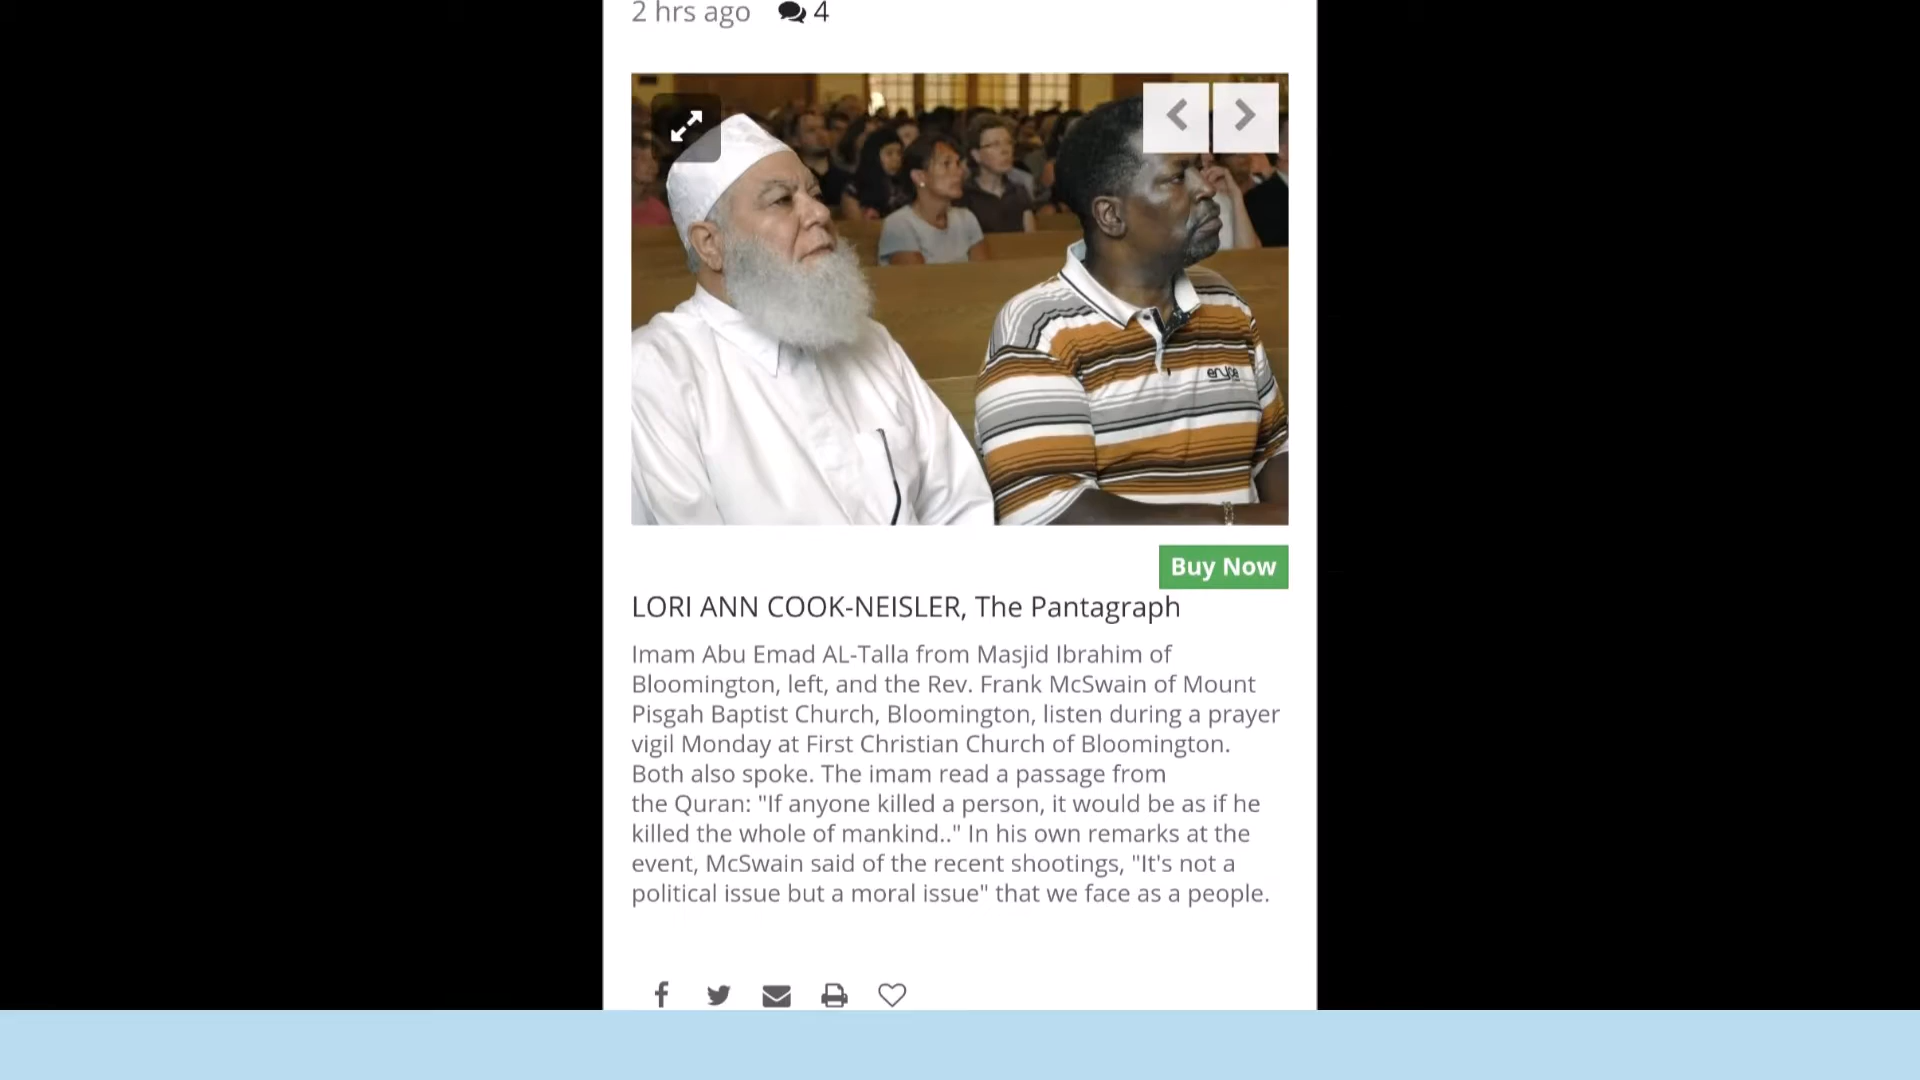 2 hrs ago 4
eryce
Buy Now
LORI ANN COOK-NEISLER, The Pantagraph
Imam Abu Emad AL-Talla from Masjid Ibrahim of
Bloomington, left, and the Rev. Frank McSwain of Mount
Pisgah Baptist Church, Bloomington, listen during a prayer
vigil Monday at First Christian Church of Bloomington.
Both also spoke. The imam read a passage from
the Quran: "If anyone killed a person, it would be as if he
killed the whole of mankind.." In his own remarks at the
event, McSwain said of the recent shootings, "It's not a
political issue but a moral issue" that we face as a people.